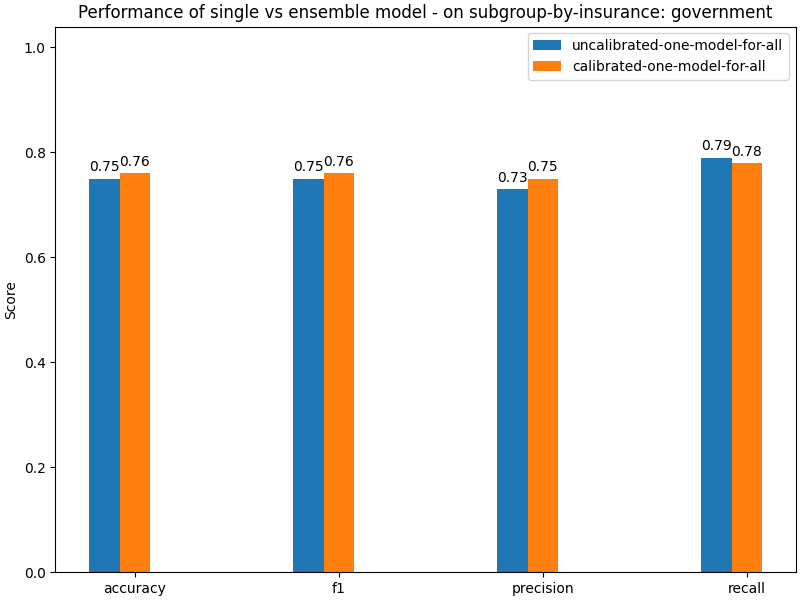 Performance of single vs ensemble model - on subgroup-by-insurance: government
uncalibrated-one-model-for-all
calibrated-one-model-for-all
Score
1.0
0.8
0.6
0.4
0.2
0.0
0.75
0.76
0.75
0.76
0.73
0.75
0.79
0.78
accuracy
f1
precision
recall